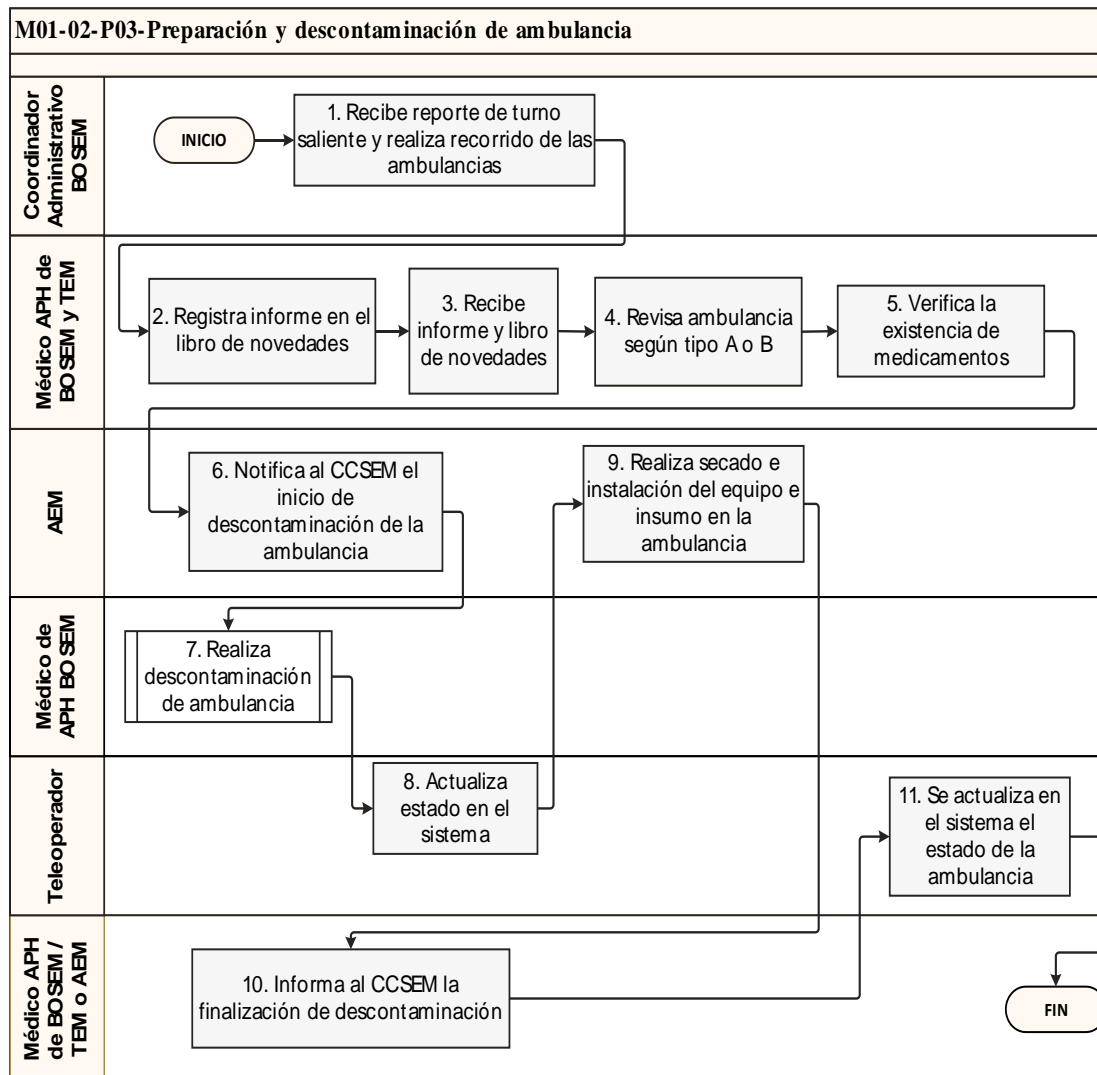 M01-02-P03-Preparación y descontaminación de ambulancia
Coordinador
Administrativo
BOSEM
INICIO
1. Recibe reporte de turno
saliente y realiza recorrido de las
ambulancias
Médico APH de
BOSEM y TEM
2. Registra informe en el
libro de novedades
3. Recibe
informe y libro
de novedades
4. Revisa ambulancia
según tipo A o B
5. Verifica la
existencia de
medicamentos
AEM
6. Notifica al CCSEM el
inicio de
descontaminación de la
ambulancia
9. Realiza secado e
instalación del equipo e
insumo en la
ambulancia
Médico de
APH BOSEM
7. Realiza
descontaminación
de ambulancia
Teleoperador
8. Actualiza
estado en el
sistema
11. Se actualiza en
el sistema el
estado de la
ambulancia
Médico APH
de BOSEM /
TEM o AEM
10. Informa al CCSEM la
finalización de descontaminación
FIN